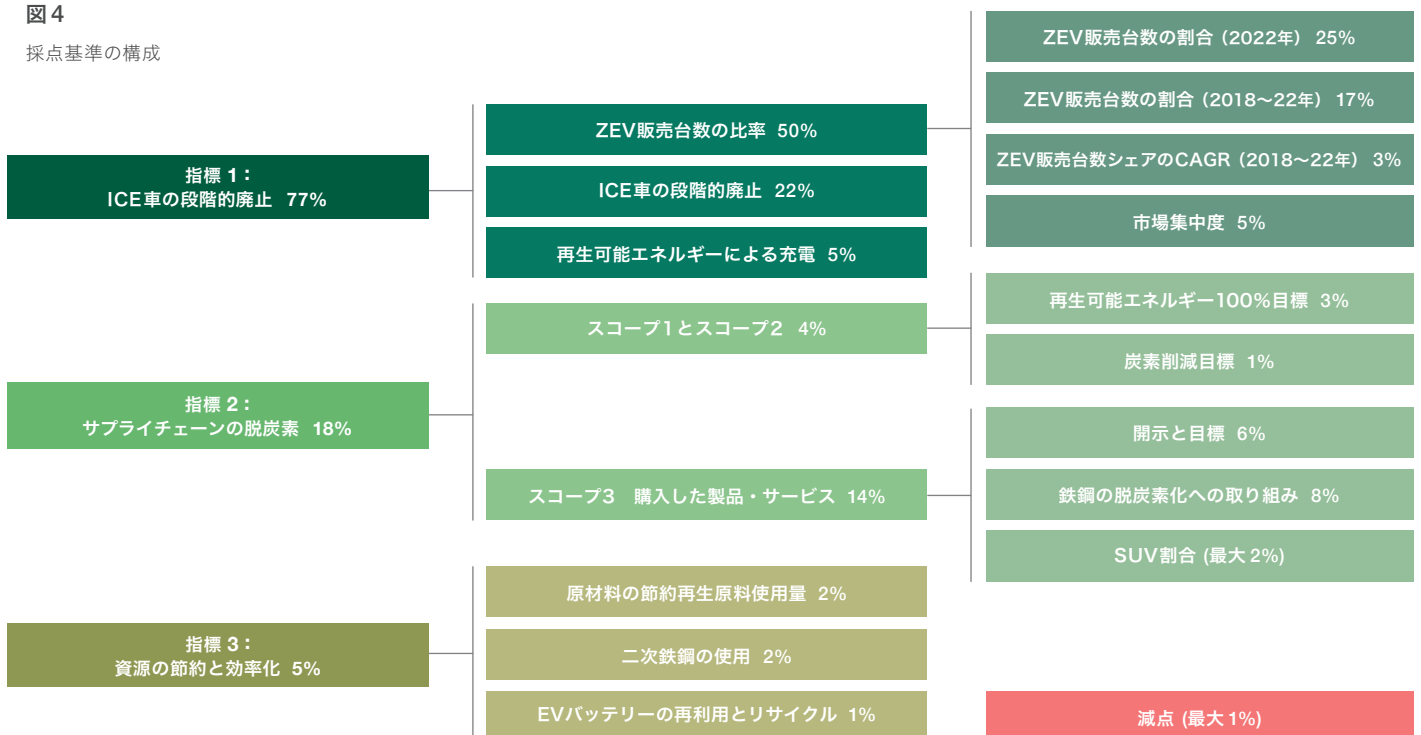 図4
採点基準の構成
指標 1：
ICE車の段階的廃止 77%
ZEV販売台数の比率 50%
ICE車の段階的廃止 22%
再生可能エネルギーによる充電 5%
ZEV販売台数の割合（2022年） 25%
ZEV販売台数の割合（2018〜22年） 17%
ZEV販売台数シェアのCAGR（2018〜22年） 3%
市場集中度 5%
指標 2：
サプライチェーンの脱炭素 18%
スコープ1とスコープ2 4%
再生可能エネルギー100%目標 3%
炭素削減目標 1%
スコープ3　購入した製品・サービス 14%
開示と目標 6%
鉄鋼の脱炭素化への取り組み 8%
SUV割合 (最大 2%)
指標 3：
資源の節約と効率化 5%
原材料の節約再生原料使用量 2%
二次鉄鋼の使用 2%
EVバッテリーの再利用とリサイクル 1%
減点 (最大 1%)